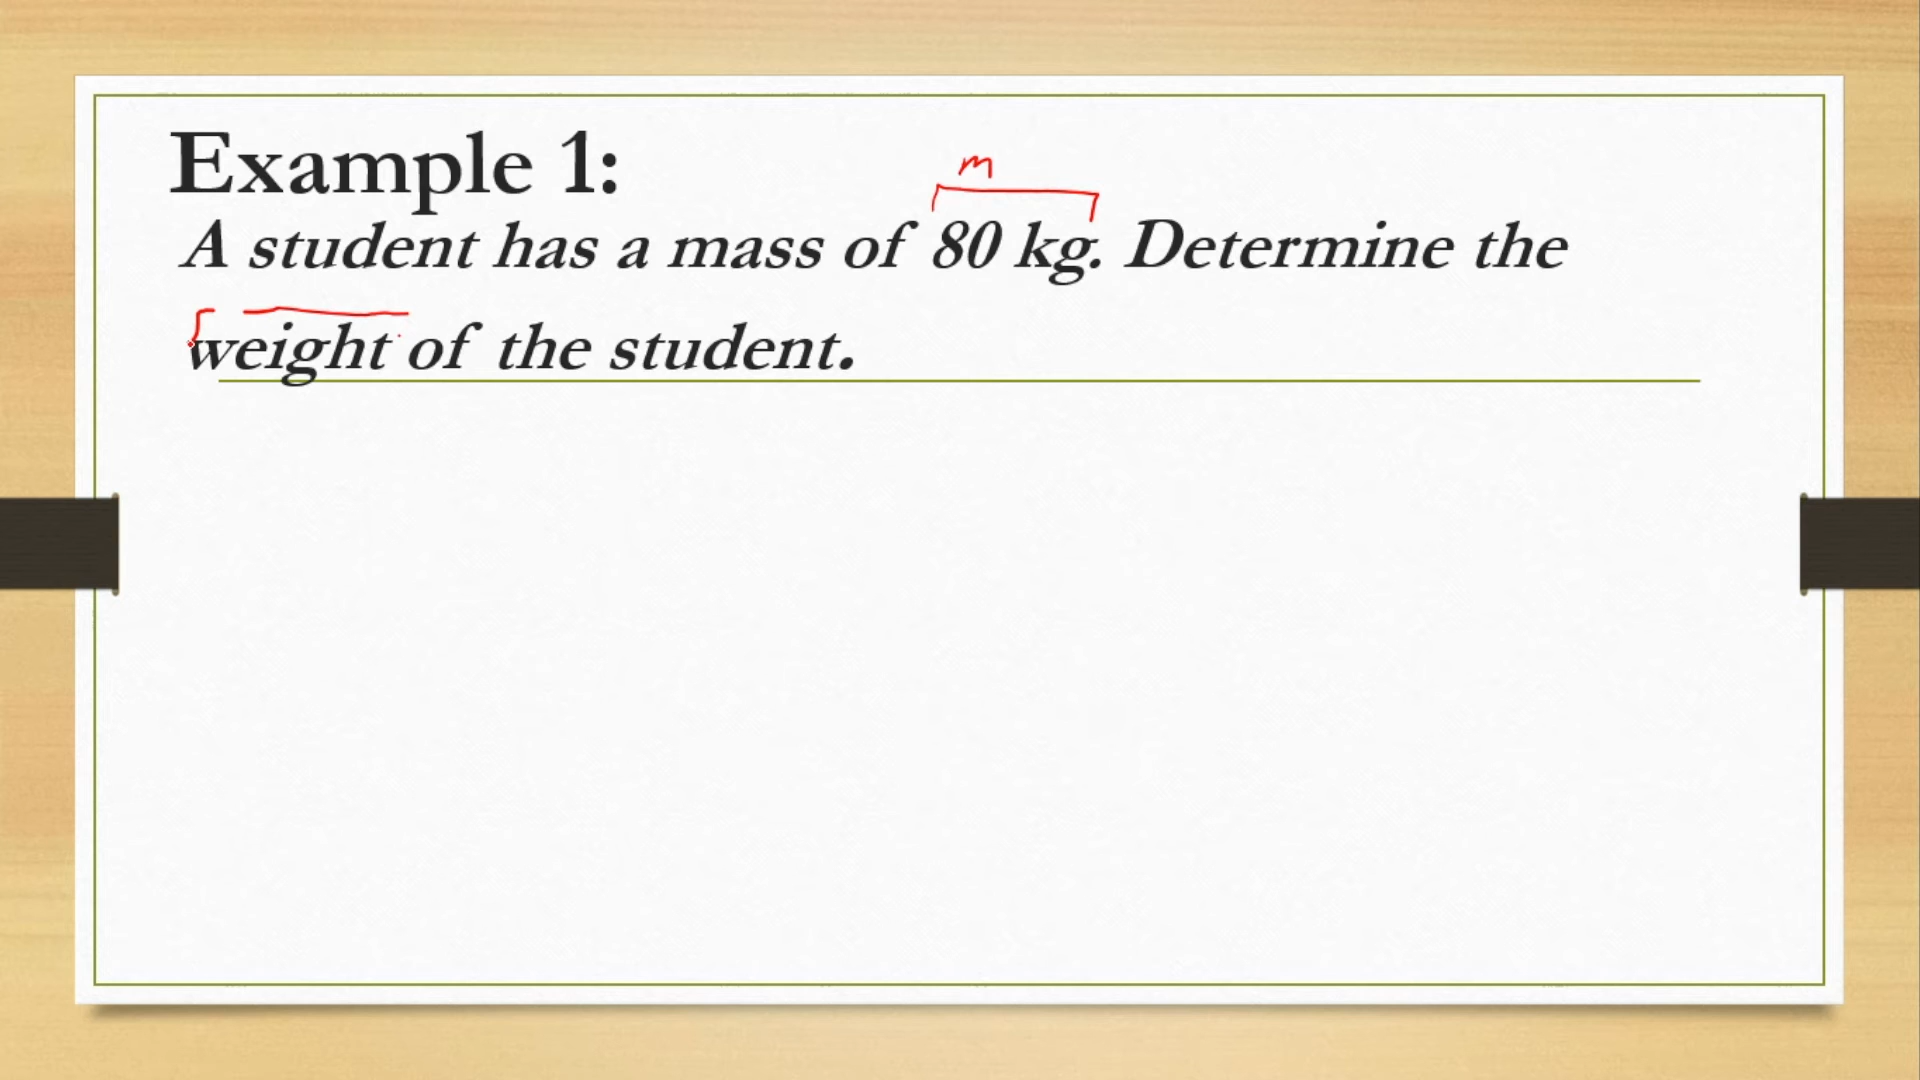 Example 1:
m
A student has a mass of 80 kg. Determine the
weight of the student.